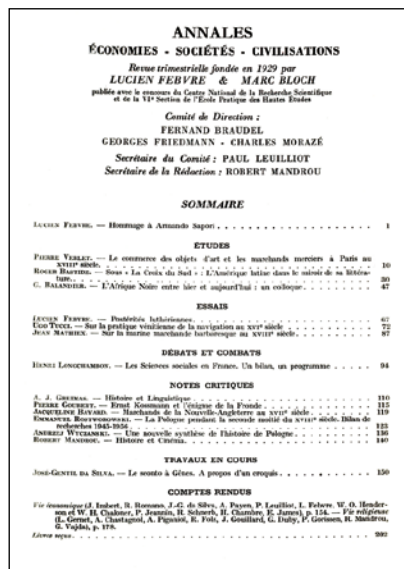 ANNALES
ÉCONOMIES - SOCIÉTÉS - CIVILISATIONS
Revue trimestrielle fondée en 1929 par
LUCIEN FEBVRE & MARC BLOCH
publiée avec le concours du Centre National de la Recherche Scientifique
et de la VIe Section de l'École Pratique des Hautes Études
Comité de Direction :
FERNAND BRAUDEL
GEORGES FRIEDMANN - CHARLES MORAZÉ
Secrétaire du Comité : PAUL LEUILLIOT
Secrétaire de la Rédaction : ROBERT MANDROU
SOMMAIRE
LUCIEN FEBVRE. — Hommage à Armando Sapori . . . . . . . . . . 1
ÉTUDES
PIERRE VERLET. — Le commerce des objets d'art et les marchands merciers à Paris au
XVIIIe siècle. . . . . . . . . . 10
ROGER BASTIDE. — Sous « La Croix du Sud » : L'Amérique latine dans le miroir de sa littéra-
ture. . . . . . . . . . 30
G. BALANDIER. — L'Afrique Noire entre hier et aujourd'hui : un colloque. . . . . . . . . . 47
ESSAIS
LUCIEN FEBVRE. — Postérités luthériennes. . . . . . . . . . 67
UGO TUCCI. — Sur la pratique vénitienne de la navigation au XVIe siècle . . . . . . . . . . 72
JEAN MATHIEX. — Sur la marine marchande barbaresque au XVIIIe siècle. . . . . . . . . . 87
DÉBATS ET COMBATS
HENRI LONGCHAMBON. — Les Sciences sociales en France. Un bilan, un programme . . . . . . . . . . 94
NOTES CRITIQUES
A. J. GREIMAS. — Histoire et Linguistique . . . . . . . . . . 110
PIERRE GOUBERT. — Ernst Kossmann et l'énigme de la Fronde . . . . . . . . . . 115
JACQUELINE BAYARD. — Marchands de la Nouvelle-Angleterre au XVIIe siècle. . . . . . . . . . 119
EMMANUEL ROSTWOROWSKI. — La Pologne pendant la seconde moitié du XVIIIe siècle. Bilan de
recherches 1945-1956 . . . . . . . . . . 125
ANDRZEJ WYCZANSKI. — Une nouvelle synthèse de l'histoire de Pologne . . . . . . . . . . 136
ROBERT MANDROU. — Histoire et Cinéma . . . . . . . . . . 140
TRAVAUX EN COURS
JOSÉ-GENTIL DA SILVA. — Le sconto à Gênes. A propos d'un croquis . . . . . . . . . . 150
COMPTES RENDUS
Vie économique (J. Imbert, R. Romano, J.-G. da Silva, A. Payen, P. Leuilliot, L. Febvre, W. O. Hender-
son et W. H. Chaloner, P. Jeannin, R. Schnerb, H. Chambre, E. James), p. 154. — Vie religieuse
(L. Gernet, A. Chastagnol, A. Piganiol, E. Fols, J. Gouillard, G. Duby, P. Gorissen, R. Mandrou,
G. Vajda), p. 178.
Livres reçus. . . . . . . . . . 202